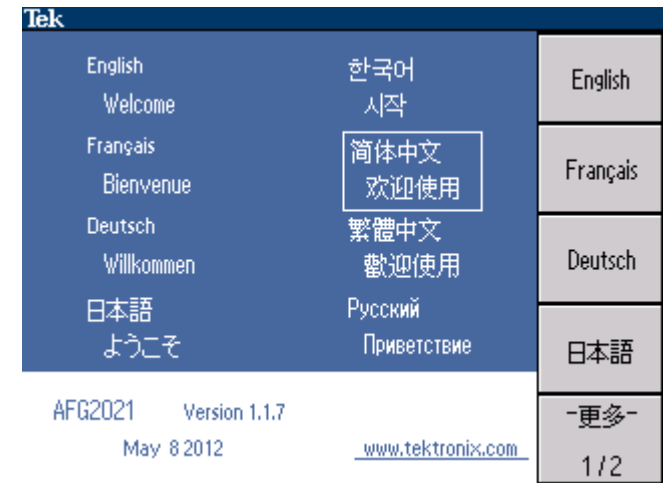 Tek
English
Welcome
Français
Bienvenue
Deutsch
Willkommen
日本語
ようこそ
한국어
시작
简体中文
欢迎使用
繁體中文
歡迎使用
Русский
Приветствие
AFG2021 Version 1.1.7
May 8 2012 www.tektronix.com
English
Français
Deutsch
日本語
-更多-
1/2